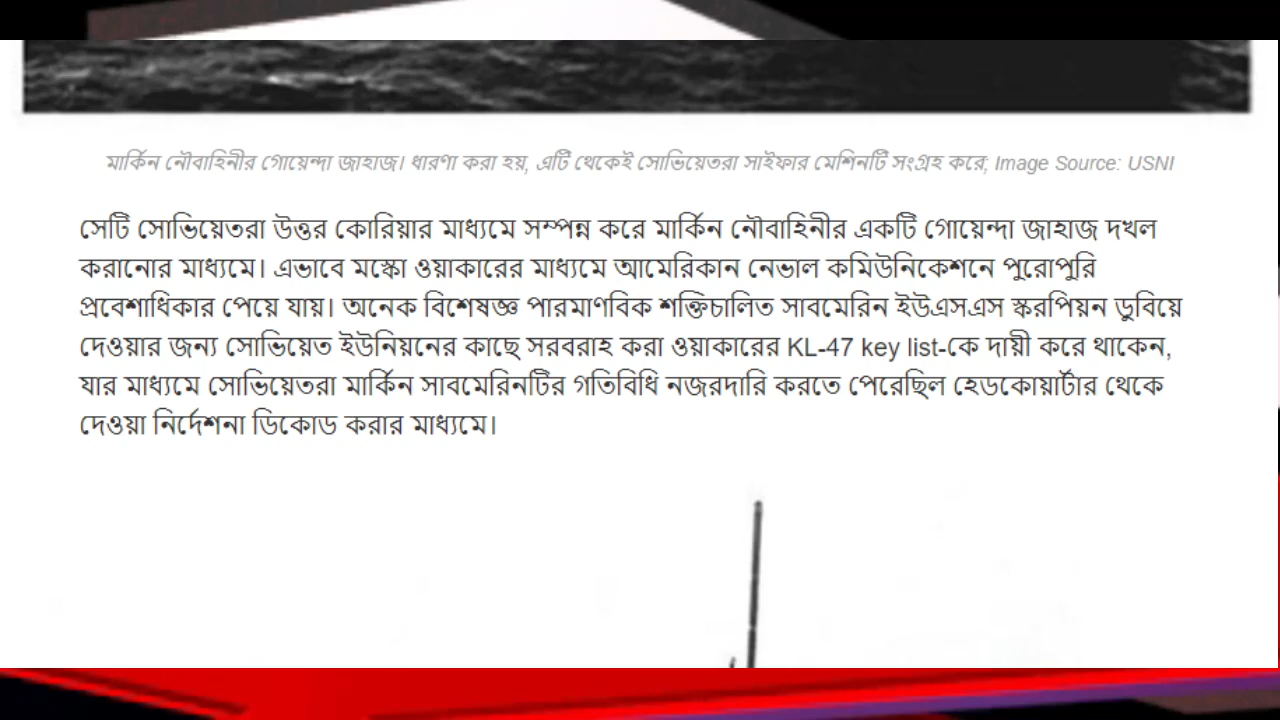 মার্কিন নৌবাহিনীর গোয়েন্দা জাহাজ। ধারণা করা হয়, এটি থেকেই সোভিয়েতরা সাইফার মেশিনটি সংগ্রহ করে; Image Source: USNI
সেটি সোভিয়েতরা উত্তর কোরিয়ার মাধ্যমে সম্পন্ন করে মার্কিন নৌবাহিনীর একটি গোয়েন্দা জাহাজ দখল
করানোর মাধ্যমে। এভাবে মস্কো ওয়াকারের মাধ্যমে আমেরিকান নেভাল কমিউনিকেশনে পুরোপুরি
প্রবেশাধিকার পেয়ে যায়। অনেক বিশেষজ্ঞ পারমাণবিক শক্তিচালিত সাবমেরিন ইউএসএস স্করপিয়ন ডুবিয়ে
দেওয়ার জন্য সোভিয়েত ইউনিয়নের কাছে সরবরাহ করা ওয়াকারের KL-47 key list-কে দায়ী করে থাকেন,
যার মাধ্যমে সোভিয়েতরা মার্কিন সাবমেরিনটির গতিবিধি নজরদারি করতে পেরেছিল হেডকোয়ার্টার থেকে
দেওয়া নির্দেশনা ডিকোড করার মাধ্যমে।